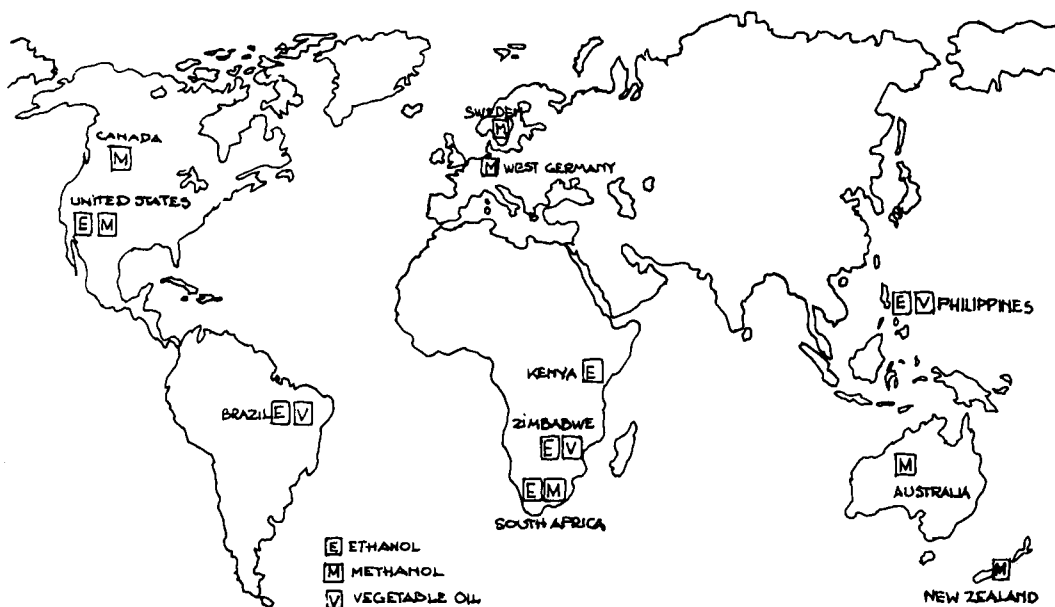 SWEDEN
M
CANADA
M
M WEST GERMANY
UNITED STATES
E M
E V PHILIPPINES
KENYA E
BRAZIL E V
ZIMBABWE
E V
M
AUSTRALIA
E M
SOUTH AFRICA
E ETHANOL
M METHANOL
V VEGETABLE OIL
M
NEW ZEALAND